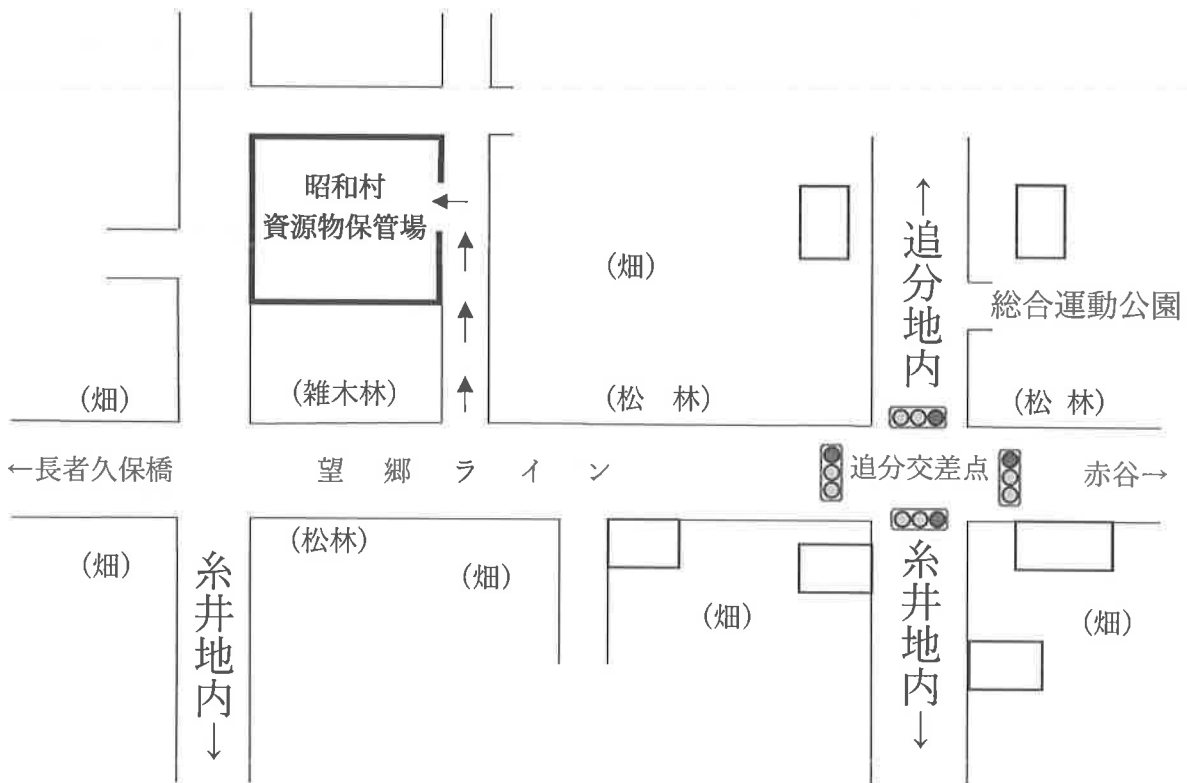 昭和村
資源物保管場
←
↑
↑
↑
(畑)
↑追分地内
総合運動公園
(畑)
(雑木林)
(松 林)
(松 林)
←長者久保橋
望 郷 ラ イ ン
追分交差点
赤谷→
(畑)
糸井地内↓
(松林)
(畑)
(畑)
糸井地内↓
(畑)